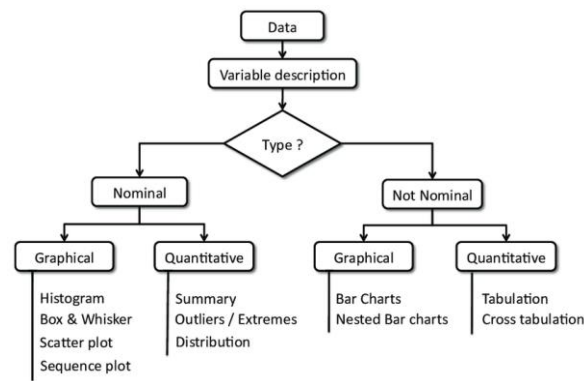 Data
Variable description
Type ?
Nominal
Not Nominal
Graphical
Quantitative
Graphical
Quantitative
Histogram
Box & Whisker
Scatter plot
Sequence plot
Summary
Outliers / Extremes
Distribution
Bar Charts
Nested Bar charts
Tabulation
Cross tabulation